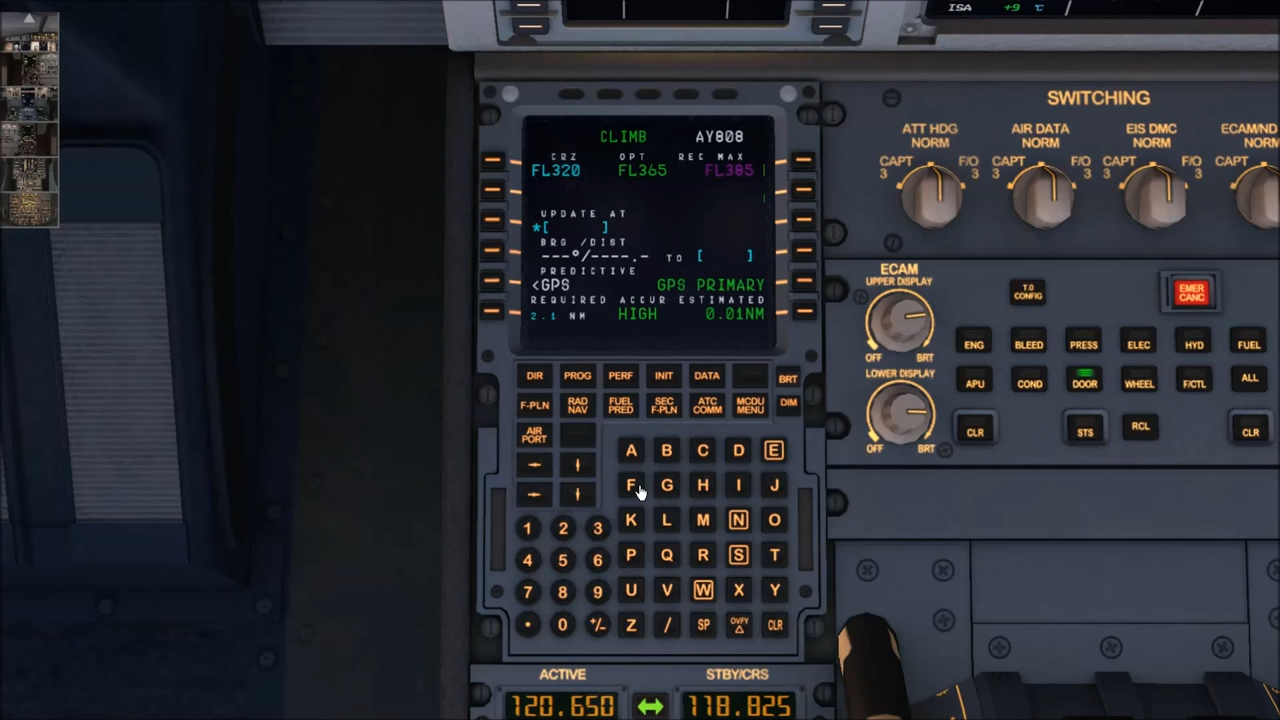 ISA +9 °C
CLIMB AY808
CRZ OPT REC MAX
FL320 FL365 FL385
UPDATE AT
*[ ]
BRG /DIST
---°/----.- TO [ ]
PREDICTIVE
<GPS GPS PRIMARY
REQUIRED ACCUR ESTIMATED
2.1 NM HIGH 0.01NM
DIR PROG PERF INIT DATA BRT
F-PLN RAD NAV FUEL PRED SEC F-PLN ATC COMM MCDU MENU DIM
AIR PORT
A B C D E
F G H I J
1 2 3 K L M N O
4 5 6 P Q R S T
7 8 9 U V W X Y
. 0 +/- Z / SP OVFY △ CLR
ACTIVE STBY/CRS
120.650 118.825
SWITCHING
ATT HDG AIR DATA EIS DMC ECAM/ND
NORM NORM NORM
CAPT F/O CAPT F/O CAPT F/O CAPT
3 3 3 3 3 3 3
ECAM
UPPER DISPLAY
OFF BRT
LOWER DISPLAY
OFF BRT
T.O CONFIG EMER CANC
ENG BLEED PRESS ELEC HYD FUEL
APU COND DOOR WHEEL F/CTL ALL
CLR STS RCL CLR